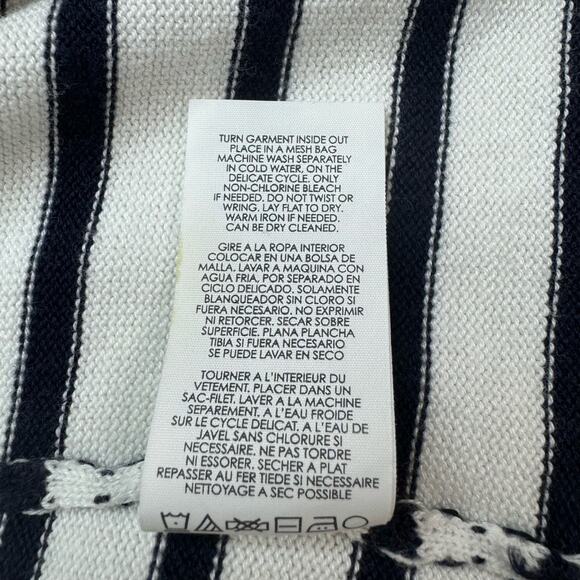 TURN GARMENT INSIDE OUT
PLACE IN A MESH BAG
MACHINE WASH SEPARATELY
IN COLD WATER, ON THE
DELICATE CYCLE. ONLY
NON-CHLORINE BLEACH
IF NEEDED. DO NOT TWIST OR
WRING. LAY FLAT TO DRY.
WARM IRON IF NEEDED.
CAN BE DRY CLEANED.
GIRE A LA ROPA INTERIOR
COLOCAR EN UNA BOLSA DE
MALLA. LAVAR A MAQUINA CON
AGUA FRIA, POR SEPARADO EN
CICLO DELICADO. SOLAMENTE
BLANQUEADOR SIN CLORO SI
FUERA NECESARIO. NO EXPRIMIR
NI RETORCER. SECAR SOBRE
SUPERFICIE. PLANA PLANCHA
TIBIA SI FUERA NECESARIO
SE PUEDE LAVAR EN SECO
TOURNER A L'INTERIEUR DU
VETEMENT. PLACER DANS UN
SAC-FILET. LAVER A LA MACHINE
SEPAREMENT. A L'EAU FROIDE
SUR LE CYCLE DELICAT. A L'EAU DE
JAVEL SANS CHLORURE SI
NECESSAIRE. NE PAS TORDRE
NI ESSORER. SECHER A PLAT
REPASSER AU FER TIEDE SI NECESSAIRE
NETTOYAGE A SEC POSSIBLE